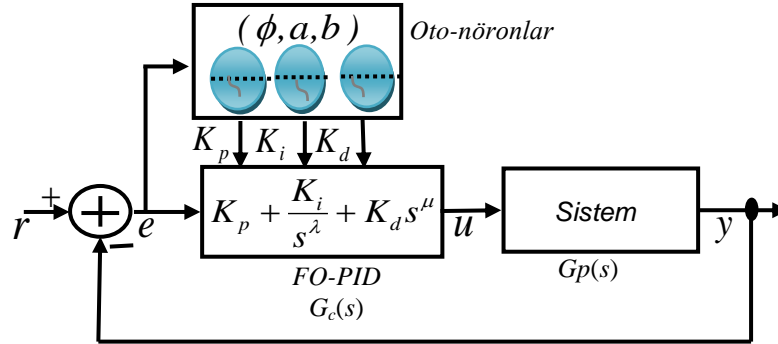 (ϕ,a,b)
Oto-nöronlar
K_p K_i K_d
r + − e
K_p + K_i/s^λ + K_d s^μ
u
Sistem
y
FO-PID
G_c(s)
Gp(s)